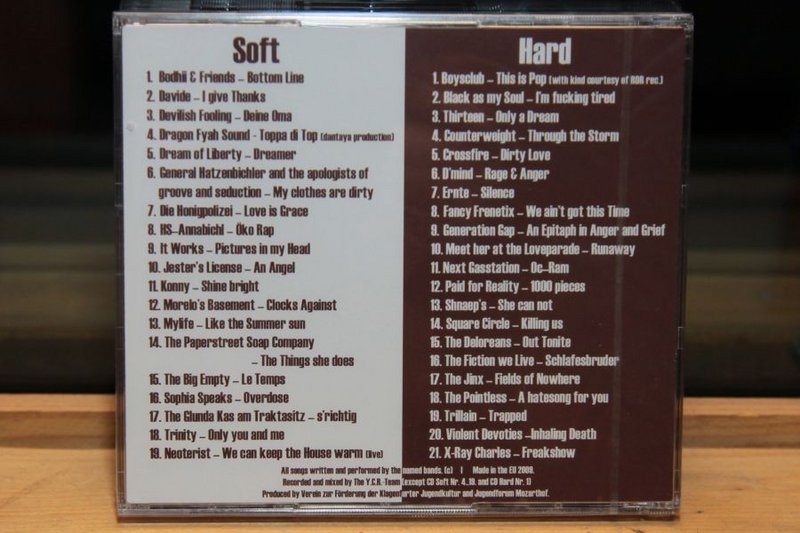 Soft
1. Bodhii & Friends – Bottom Line
2. Davide – I give Thanks
3. Devilish Fooling – Deine Oma
4. Dragon Fyah Sound - Toppa di Top (dantaya production)
5. Dream of Liberty – Dreamer
6. General Hatzenbichler and the apologists of
groove and seduction – My clothes are dirty
7. Die Honigpolizei – Love is Grace
8. HS–Annabichl – Öko Rap
9. It Works – Pictures in my Head
10. Jester's License – An Angel
11. Konny – Shine bright
12. Morelo's Basement – Clocks Against
13. Mylife – Like the Summer sun
14. The Paperstreet Soap Company
– The Things she does
15. The Big Empty – Le Temps
16. Sophia Speaks – Overdose
17. The Glunda Kas am Traktasitz – s'richtig
18. Trinity – Only you and me
19. Neoterist – We can keep the House warm (live)
Hard
1. Boysclub – This is Pop (with kind courtesy of ROR rec.)
2. Black as my Soul – I'm fucking tired
3. Thirteen – Only a Dream
4. Counterweight – Through the Storm
5. Crossfire – Dirty Love
6. D'mind – Rage & Anger
7. Ernte – Silence
8. Fancy Frenetix – We ain't got this Time
9. Generation Gap – An Epitaph in Anger and Grief
10. Meet her at the Loveparade – Runaway
11. Next Gasstation – Oc–Ram
12. Paid for Reality – 1000 pieces
13. Shnaep's – She can not
14. Square Circle – Killing us
15. The Deloreans – Out Tonite
16. The Fiction we Live – Schlafesbruder
17. The Jinx – Fields of Nowhere
18. The Pointless – A hatesong for you
19. Trillain – Trapped
20. Violent Devoties –Inhaling Death
21. X-Ray Charles – Freakshow
All songs written and performed by the named bands. (c) | Made in the EU 2009.
Recorded and mixed by The Y.C.R.-Team (except CD Soft Nr. 4, 19. and CD Hard Nr. 1)
Produced by Verein zur Förderung der Klagenfurter Jugendkultur and Jugendforum Mozarthof.